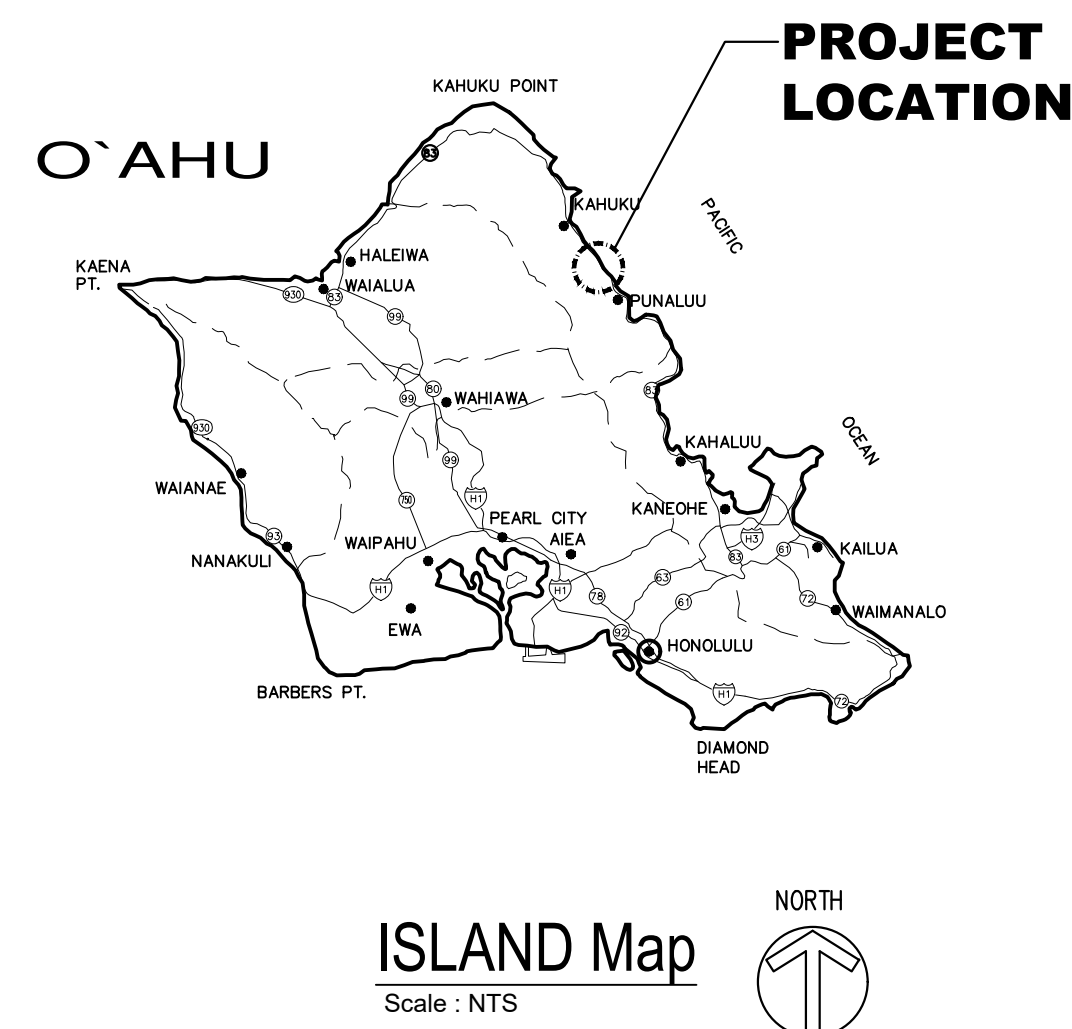 PROJECT
LOCATION
KAHUKU POINT
O`AHU
83
KAHUKU
PACIFIC
HALEIWA
KAENA
PT.
WAIALUA
930
83
99
PUNALUU
80
99
WAHIAWA
83
930
OCEAN
KAHALUU
99
WAIANAE
750
H1
KANEOHE
PEARL CITY
AIEA
93
WAIPAHU
H3
83
61
KAILUA
NANAKULI
63
H1
H1
78
61
72
WAIMANALO
EWA
92
HONOLULU
BARBERS PT.
H1
72
DIAMOND
HEAD
NORTH
ISLAND Map
Scale : NTS